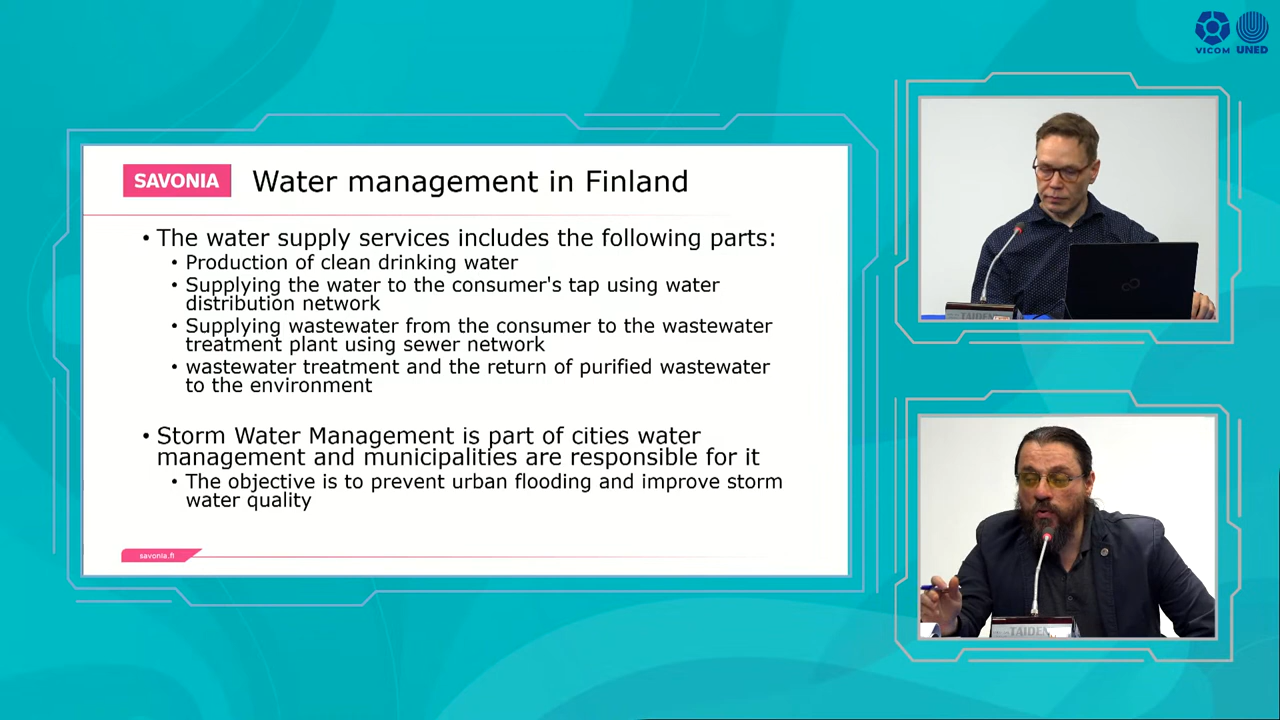 VICOM UNED
SAVONIA
Water management in Finland
• The water supply services includes the following parts:
• Production of clean drinking water
• Supplying the water to the consumer's tap using water
distribution network
• Supplying wastewater from the consumer to the wastewater
treatment plant using sewer network
• wastewater treatment and the return of purified wastewater
to the environment
• Storm Water Management is part of cities water
management and municipalities are responsible for it
• The objective is to prevent urban flooding and improve storm
water quality
savonia.fi
TAIDEN
TAIDEN